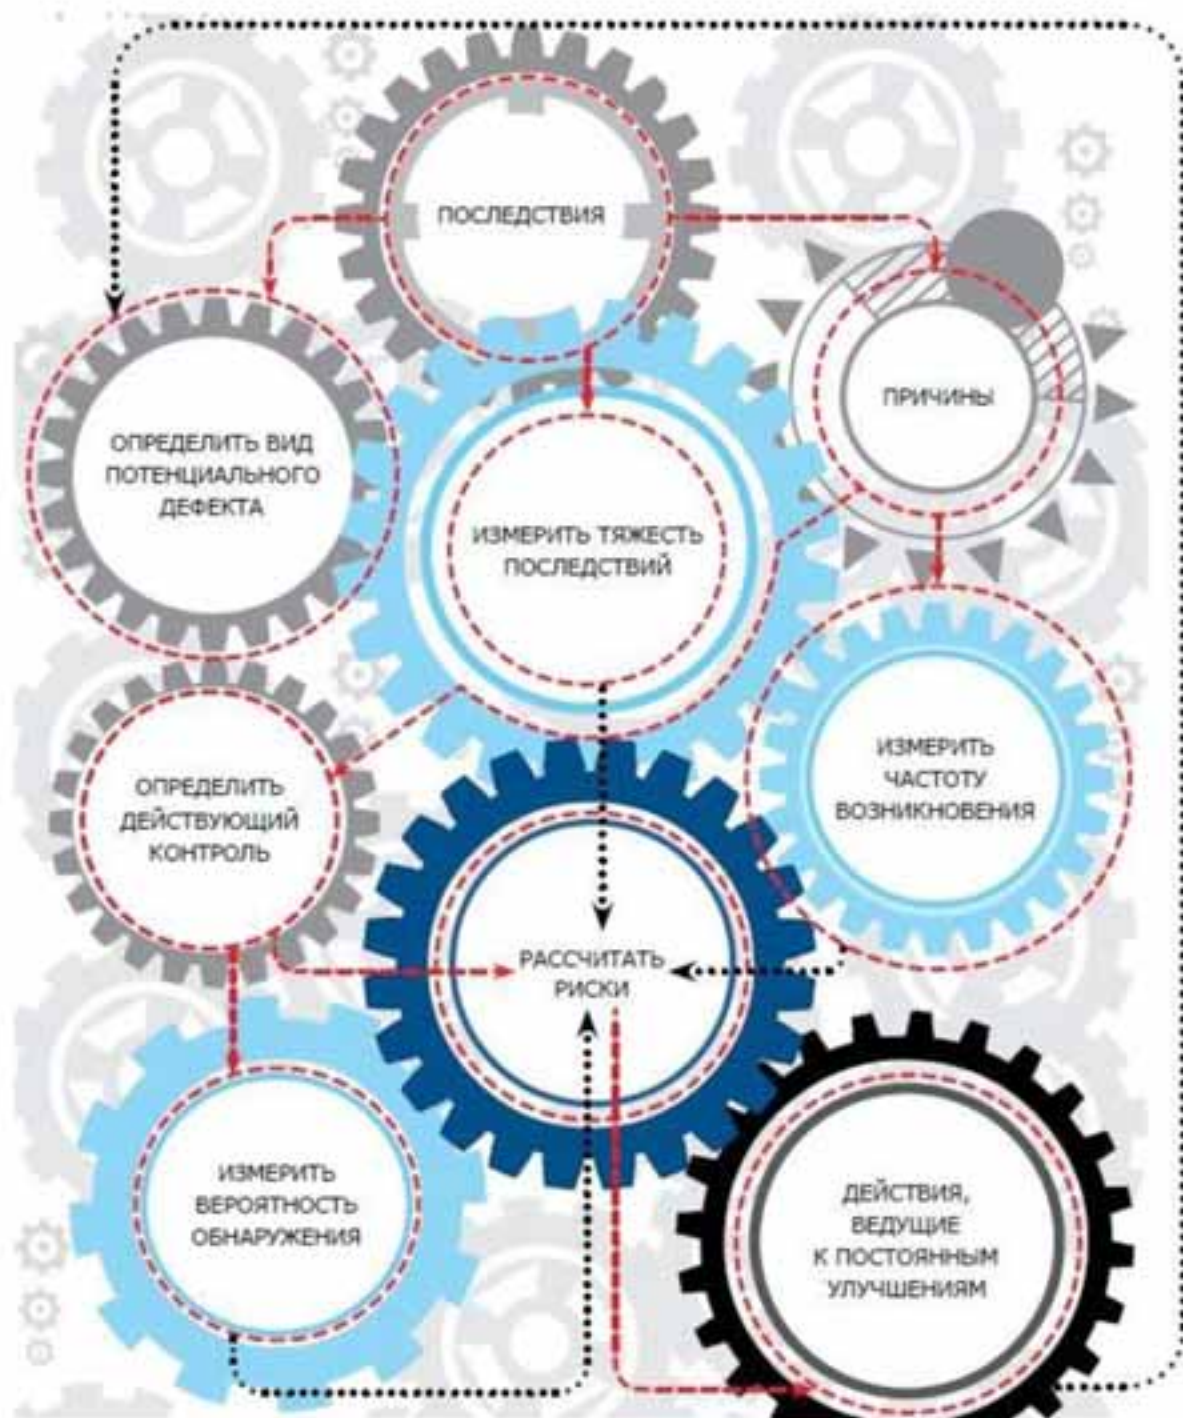 ПОСЛЕДСТВИЯ
ПРИЧИНЫ
ОПРЕДЕЛИТЬ ВИД
ПОТЕНЦИАЛЬНОГО
ДЕФЕКТА
ИЗМЕРИТЬ ТЯЖЕСТЬ
ПОСЛЕДСТВИЙ
ОПРЕДЕЛИТЬ
ДЕЙСТВУЮЩИЙ
КОНТРОЛЬ
ИЗМЕРИТЬ
ЧАСТОТУ
ВОЗНИКНОВЕНИЯ
РАССЧИТАТЬ
РИСКИ
ИЗМЕРИТЬ
ВЕРОЯТНОСТЬ
ОБНАРУЖЕНИЯ
ДЕЙСТВИЯ,
ВЕДУЩИЕ
К ПОСТОЯННЫМ
УЛУЧШЕНИЯМ